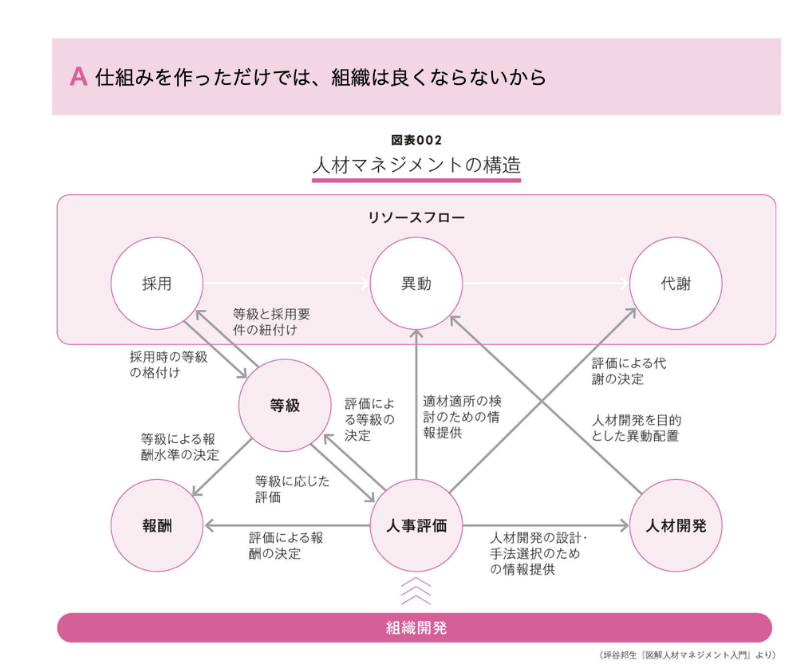 A 仕組みを作っただけでは、組織は良くならないから
図表002
人材マネジメントの構造
リソースフロー
採用
異動
代謝
等級と採用要
件の紐付け
採用時の等級
の格付け
等級
評価によ
る等級の
決定
適材適所の検
討のための情
報提供
評価による代
謝の決定
人材開発を目的
とした異動配置
等級による報
酬水準の決定
等級に応じた
評価
報酬
人事評価
人材開発
評価による報
酬の決定
人材開発の設計・
手法選択のため
の情報提供
組織開発
(坪谷邦生『図解人材マネジメント入門』より)